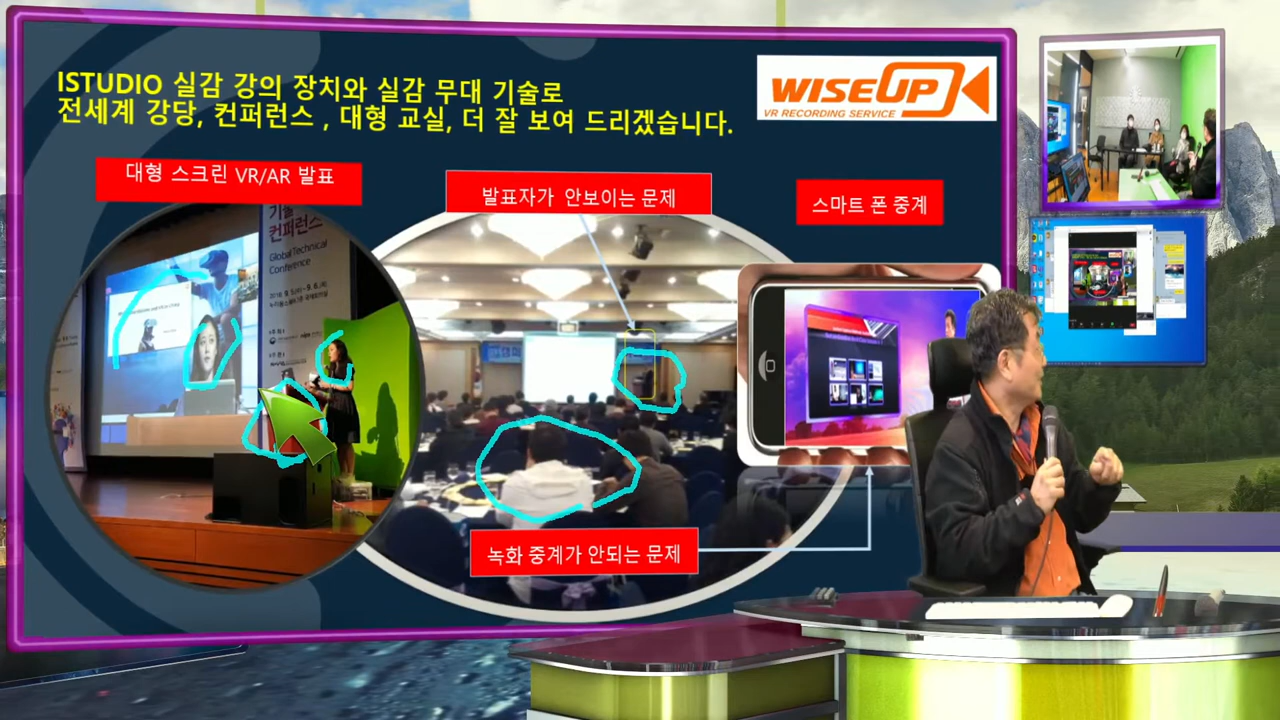 ISTUDIO 실감 강의 장치와 실감 무대 기술로
전세계 강당, 컨퍼런스 , 대형 교실, 더 잘 보여 드리겠습니다.
WISEUP
VR RECORDING SERVICE
대형 스크린 VR/AR 발표
발표자가 안보이는 문제
스마트 폰 중계
기술
컨퍼런스
Global Technical
Conference
녹화 중계가 안되는 문제